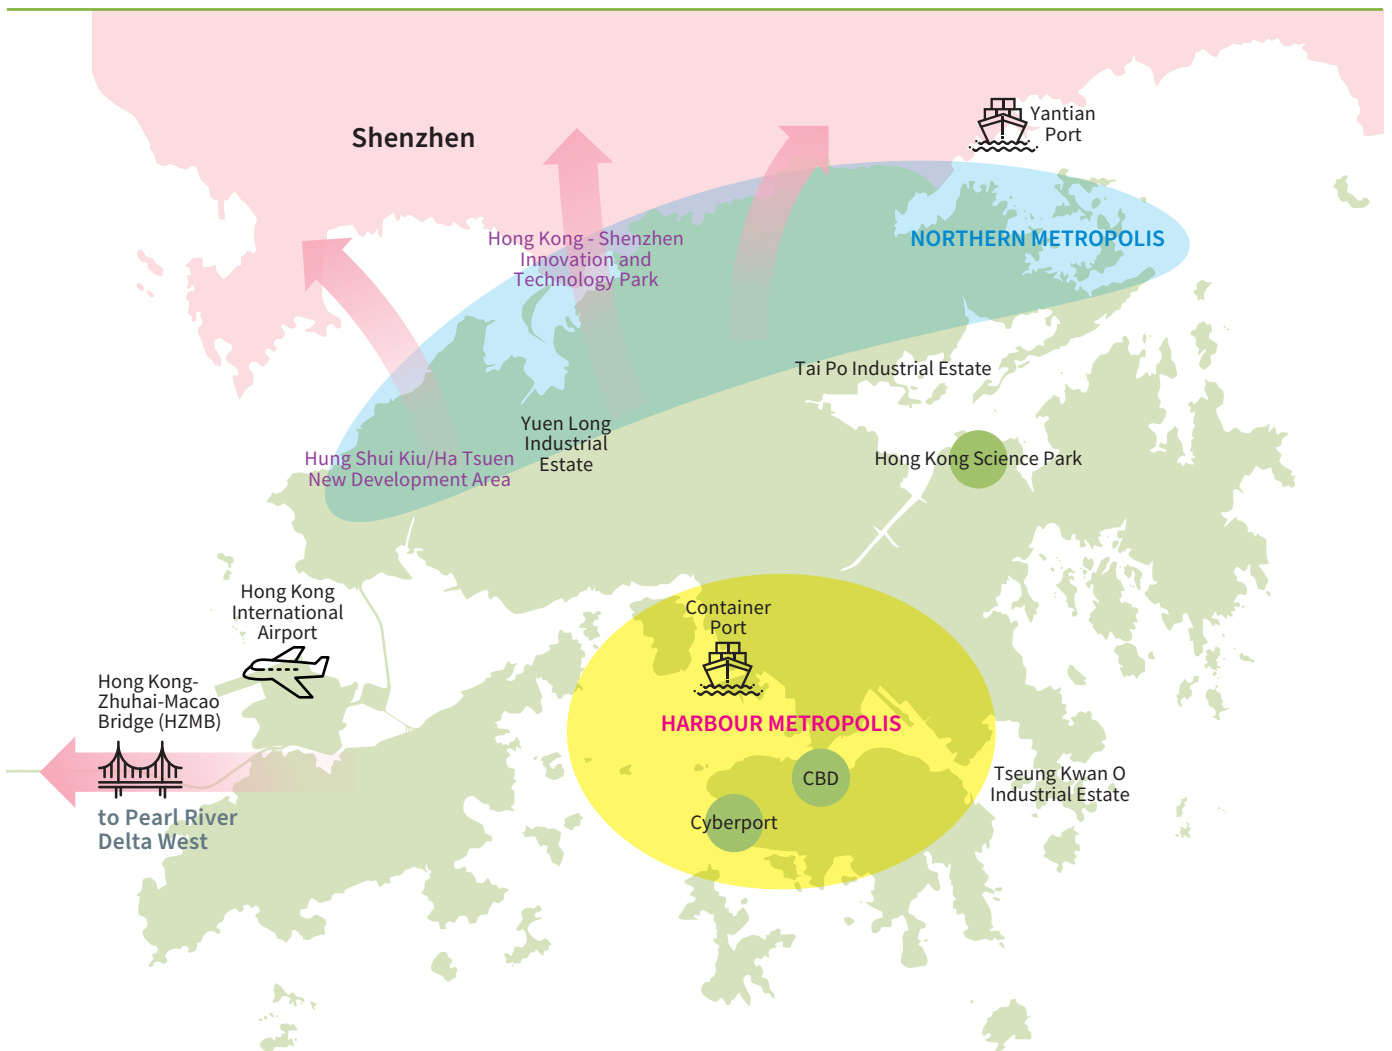 Yantian
Port
Shenzhen
Hong Kong - Shenzhen
Innovation and
Technology Park
NORTHERN METROPOLIS
Tai Po Industrial Estate
Yuen Long
Industrial
Estate
Hung Shui Kiu/Ha Tsuen
New Development Area
Hong Kong Science Park
Hong Kong
International
Airport
Container
Port
Hong Kong-
Zhuhai-Macao
Bridge (HZMB)
HARBOUR METROPOLIS
CBD
Tseung Kwan O
Industrial Estate
to Pearl River
Delta West
Cyberport